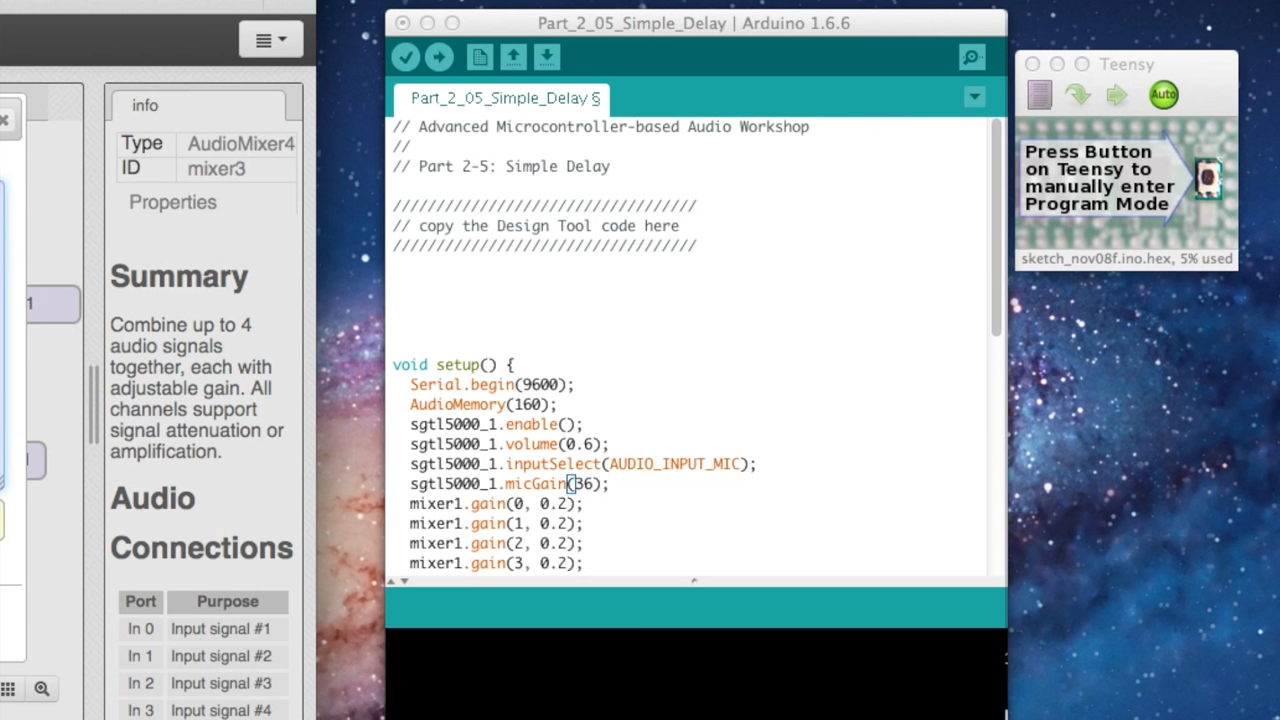 info
Type AudioMixer4
ID mixer3
Properties
Summary
Combine up to 4
audio signals
together, each with
adjustable gain. All
channels support
signal attenuation or
amplification.
Audio
Connections
Port Purpose
In 0 Input signal #1
In 1 Input signal #2
In 2 Input signal #3
In 3 Input signal #4
1
Part_2_05_Simple_Delay | Arduino 1.6.6
Part_2_05_Simple_Delay §
// Advanced Microcontroller-based Audio Workshop
//
// Part 2-5: Simple Delay
///////////////////////////////////
// copy the Design Tool code here
///////////////////////////////////
void setup() {
Serial.begin(9600);
AudioMemory(160);
sgtl5000_1.enable();
sgtl5000_1.volume(0.6);
sgtl5000_1.inputSelect(AUDIO_INPUT_MIC);
sgtl5000_1.micGain(36);
mixer1.gain(0, 0.2);
mixer1.gain(1, 0.2);
mixer1.gain(2, 0.2);
mixer1.gain(3, 0.2);
Teensy
Auto
Press Button
on Teensy to
manually enter
Program Mode
sketch_nov08f.ino.hex, 5% used